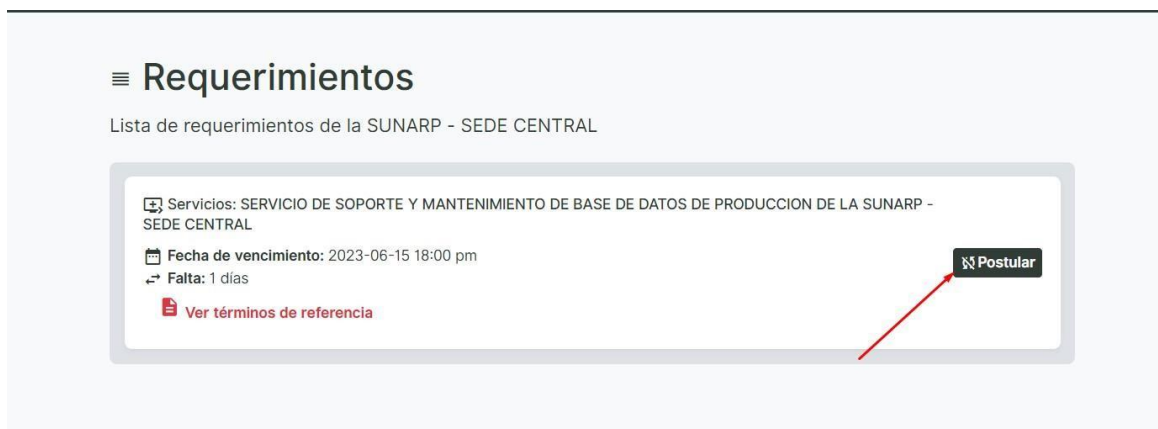 Requerimientos
Lista de requerimientos de la SUNARP - SEDE CENTRAL
Servicios: SERVICIO DE SOPORTE Y MANTENIMIENTO DE BASE DE DATOS DE PRODUCCION DE LA SUNARP -
SEDE CENTRAL
Fecha de vencimiento: 2023-06-15 18:00 pm
Postular
Falta: 1 días
Ver términos de referencia